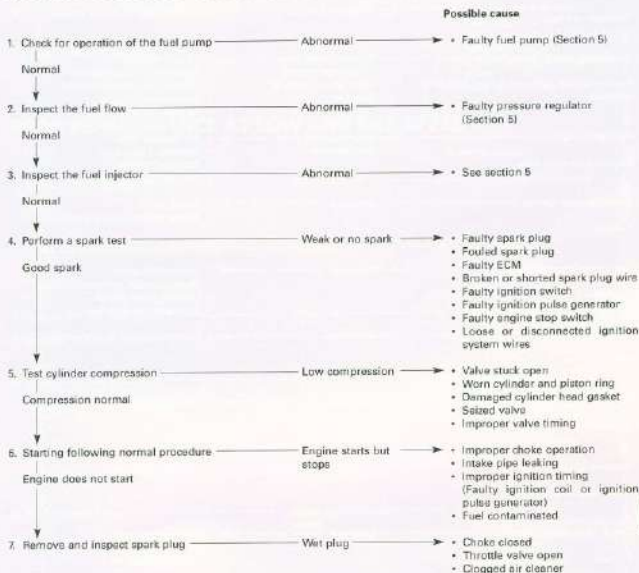 Possible cause
1. Check for operation of the fuel pump Abnormal • Faulty fuel pump (Section 5)
Normal
2. Inspect the fuel flow Abnormal • Faulty pressure regulator
(Section 5)
Normal
3. Inspect the fuel injector Abnormal • See section 5
Normal
4. Perform a spark test Weak or no spark • Faulty spark plug
• Fouled spark plug
Good spark
• Faulty ECM
• Broken or shorted spark plug wire
• Faulty ignition switch
• Faulty ignition pulse generator
• Faulty engine stop switch
• Loose or disconnected ignition
system wires
5. Test cylinder compression Low compression • Valve stuck open
• Worn cylinder and piston ring
Compression normal
• Damaged cylinder head gasket
• Seized valve
• Improper valve timing
6. Starting following normal procedure Engine starts but
stops
• Improper choke operation
• Intake pipe leaking
Engine does not start
• Improper ignition timing
(Faulty ignition coil or ignition
pulse generator)
• Fuel contaminated
7. Remove and inspect spark plug Wet plug • Choke closed
• Throttle valve open
• Clogged air cleaner